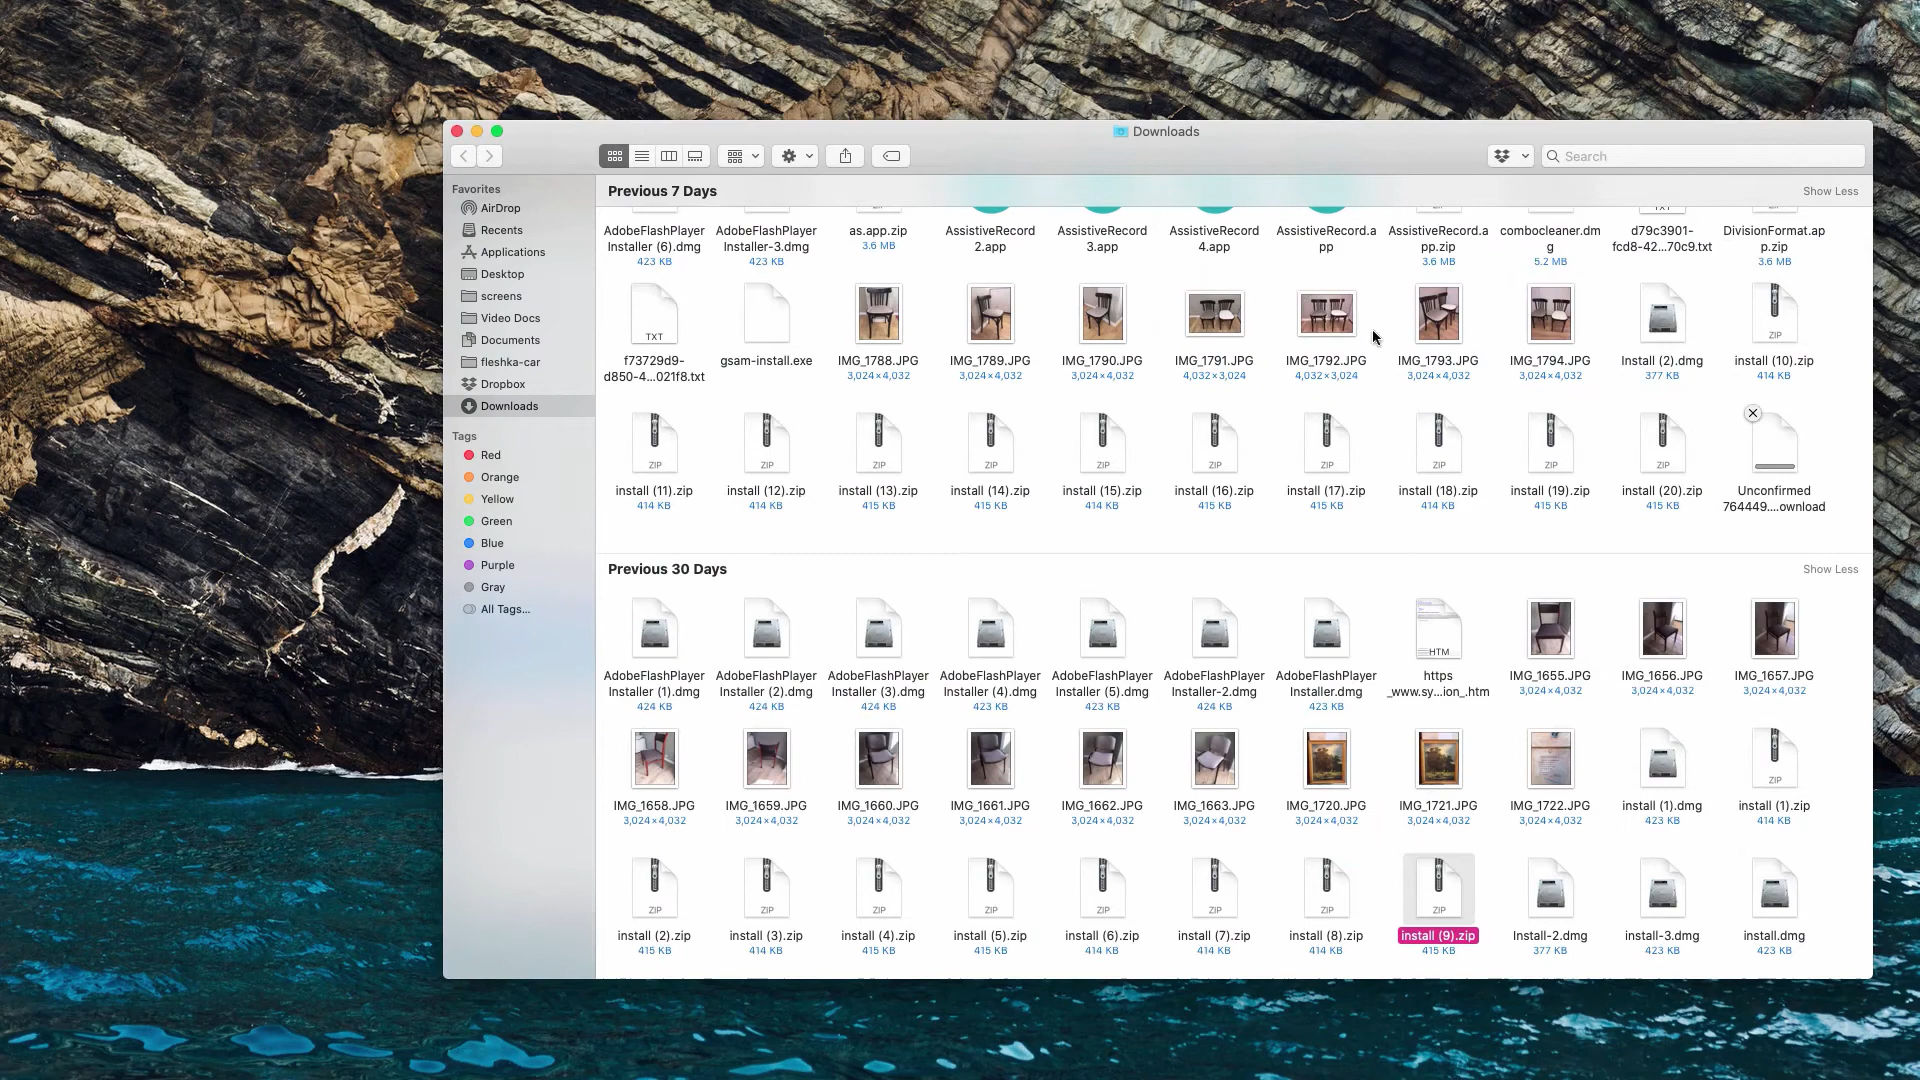 Downloads
Search
Favorites
AirDrop
Recents
Applications
Desktop
screens
Video Docs
Documents
fleshka-car
Dropbox
Downloads
Tags
Red
Orange
Yellow
Green
Blue
Purple
Gray
All Tags...
Previous 7 Days
Show Less
AdobeFlashPlayer Installer (6).dmg
423 KB
AdobeFlashPlayer Installer-3.dmg
423 KB
as.app.zip
3.6 MB
AssistiveRecord 2.app
AssistiveRecord 3.app
AssistiveRecord 4.app
AssistiveRecord.a
pp
AssistiveRecord.a
pp.zip
3.6 MB
combocleaner.dm
g
5.2 MB
d79c3901-
fcd8-42...70c9.txt
DivisionFormat.ap
p.zip
3.6 MB
TXT
f73729d9-
d850-4...021f8.txt
gsam-install.exe
IMG_1788.JPG
3,024×4,032
IMG_1789.JPG
3,024×4,032
IMG_1790.JPG
3,024×4,032
IMG_1791.JPG
4,032×3,024
IMG_1792.JPG
4,032×3,024
IMG_1793.JPG
3,024×4,032
IMG_1794.JPG
3,024×4,032
Install (2).dmg
377 KB
ZIP
install (10).zip
414 KB
ZIP
install (11).zip
414 KB
ZIP
install (12).zip
414 KB
ZIP
install (13).zip
415 KB
ZIP
install (14).zip
415 KB
ZIP
install (15).zip
414 KB
ZIP
install (16).zip
415 KB
ZIP
install (17).zip
415 KB
ZIP
install (18).zip
414 KB
ZIP
install (19).zip
415 KB
ZIP
install (20).zip
415 KB
Unconfirmed
764449....ownload
Previous 30 Days
Show Less
AdobeFlashPlayer
Installer (1).dmg
424 KB
AdobeFlashPlayer
Installer (2).dmg
424 KB
AdobeFlashPlayer
Installer (3).dmg
424 KB
AdobeFlashPlayer
Installer (4).dmg
423 KB
AdobeFlashPlayer
Installer (5).dmg
423 KB
AdobeFlashPlayer
Installer-2.dmg
424 KB
AdobeFlashPlayer
Installer.dmg
423 KB
HTM
https
_www.sy...ion_.htm
IMG_1655.JPG
3,024×4,032
IMG_1656.JPG
3,024×4,032
IMG_1657.JPG
3,024×4,032
IMG_1658.JPG
3,024×4,032
IMG_1659.JPG
3,024×4,032
IMG_1660.JPG
3,024×4,032
IMG_1661.JPG
3,024×4,032
IMG_1662.JPG
3,024×4,032
IMG_1663.JPG
3,024×4,032
IMG_1720.JPG
3,024×4,032
IMG_1721.JPG
3,024×4,032
IMG_1722.JPG
3,024×4,032
install (1).dmg
423 KB
ZIP
install (1).zip
414 KB
ZIP
install (2).zip
415 KB
ZIP
install (3).zip
414 KB
ZIP
install (4).zip
415 KB
ZIP
install (5).zip
415 KB
ZIP
install (6).zip
414 KB
ZIP
install (7).zip
414 KB
ZIP
install (8).zip
414 KB
ZIP
install (9).zip
415 KB
Install-2.dmg
377 KB
install-3.dmg
423 KB
install.dmg
423 KB